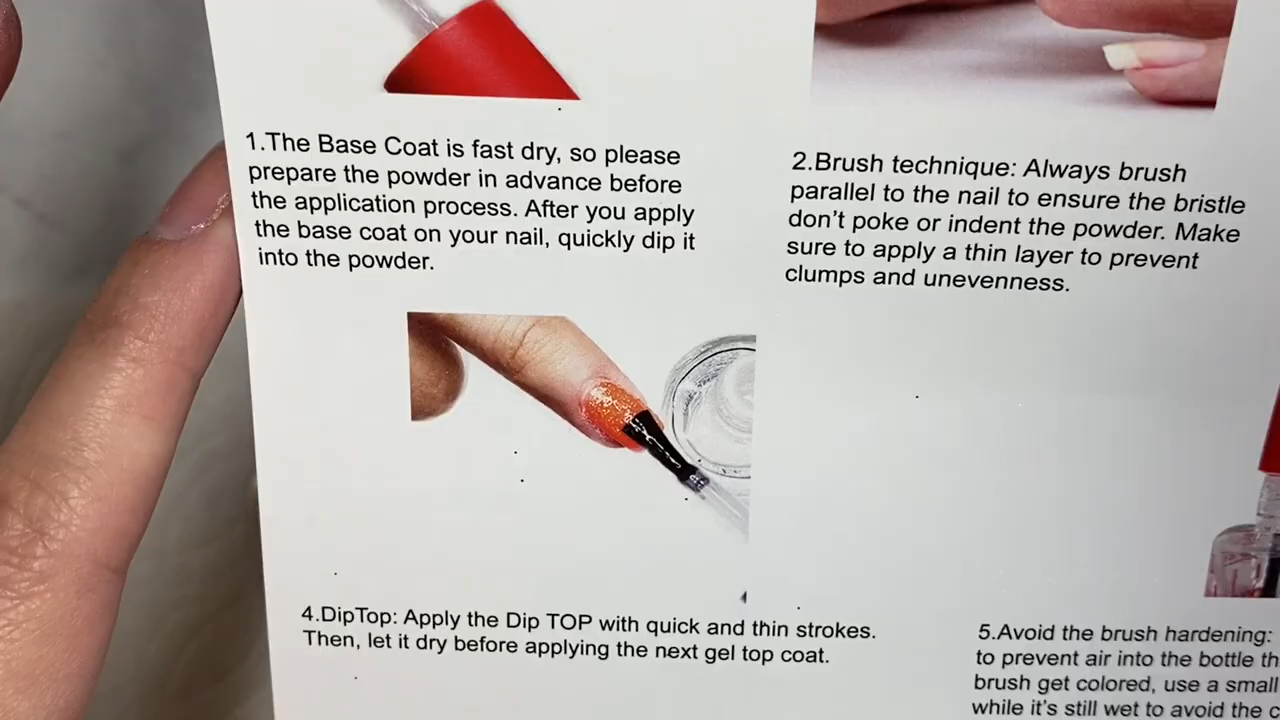 1.The Base Coat is fast dry, so please
prepare the powder in advance before
the application process. After you apply
the base coat on your nail, quickly dip it
into the powder.
2.Brush technique: Always brush
parallel to the nail to ensure the bristle
don't poke or indent the powder. Make
sure to apply a thin layer to prevent
clumps and unevenness.
4.DipTop: Apply the Dip TOP with quick and thin strokes.
Then, let it dry before applying the next gel top coat.
5.Avoid the brush hardening:
to prevent air into the bottle
brush get colored, use a small
while it's still wet to avoid the